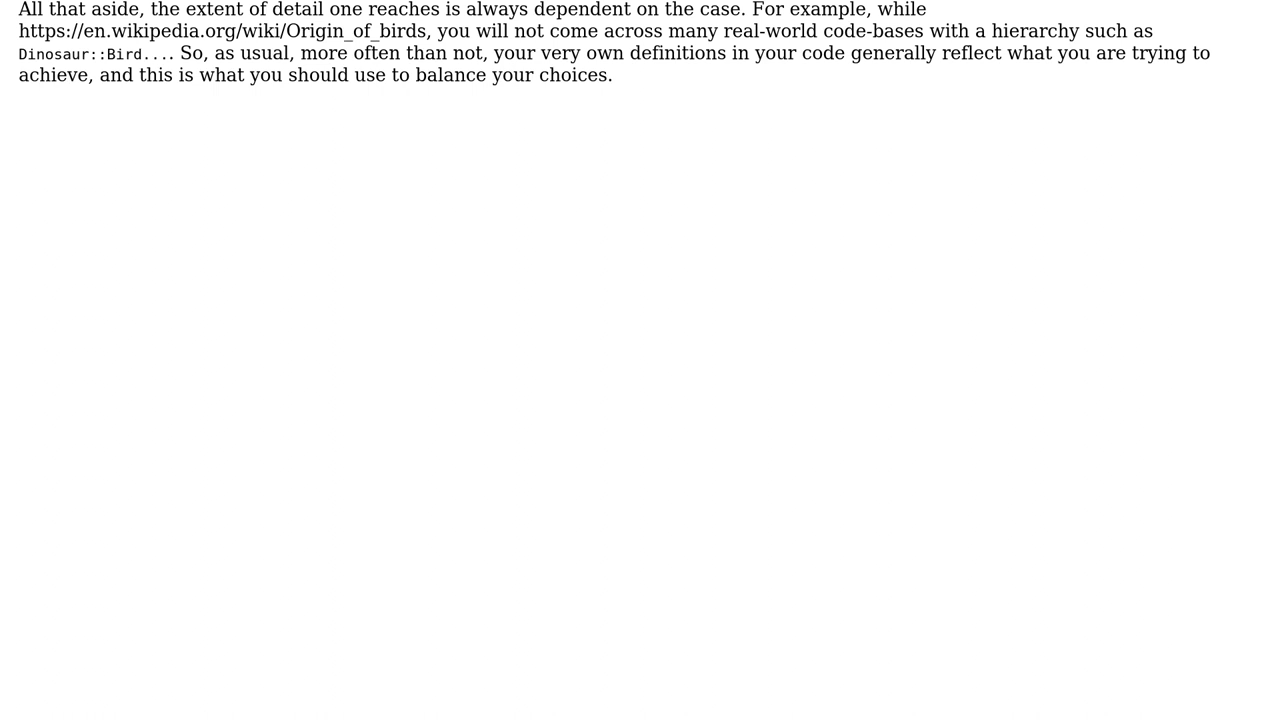 All that aside, the extent of detail one reaches is always dependent on the case. For example, while
https://en.wikipedia.org/wiki/Origin_of_birds, you will not come across many real-world code-bases with a hierarchy such as
Dinosaur::Bird.... So, as usual, more often than not, your very own definitions in your code generally reflect what you are trying to
achieve, and this is what you should use to balance your choices.